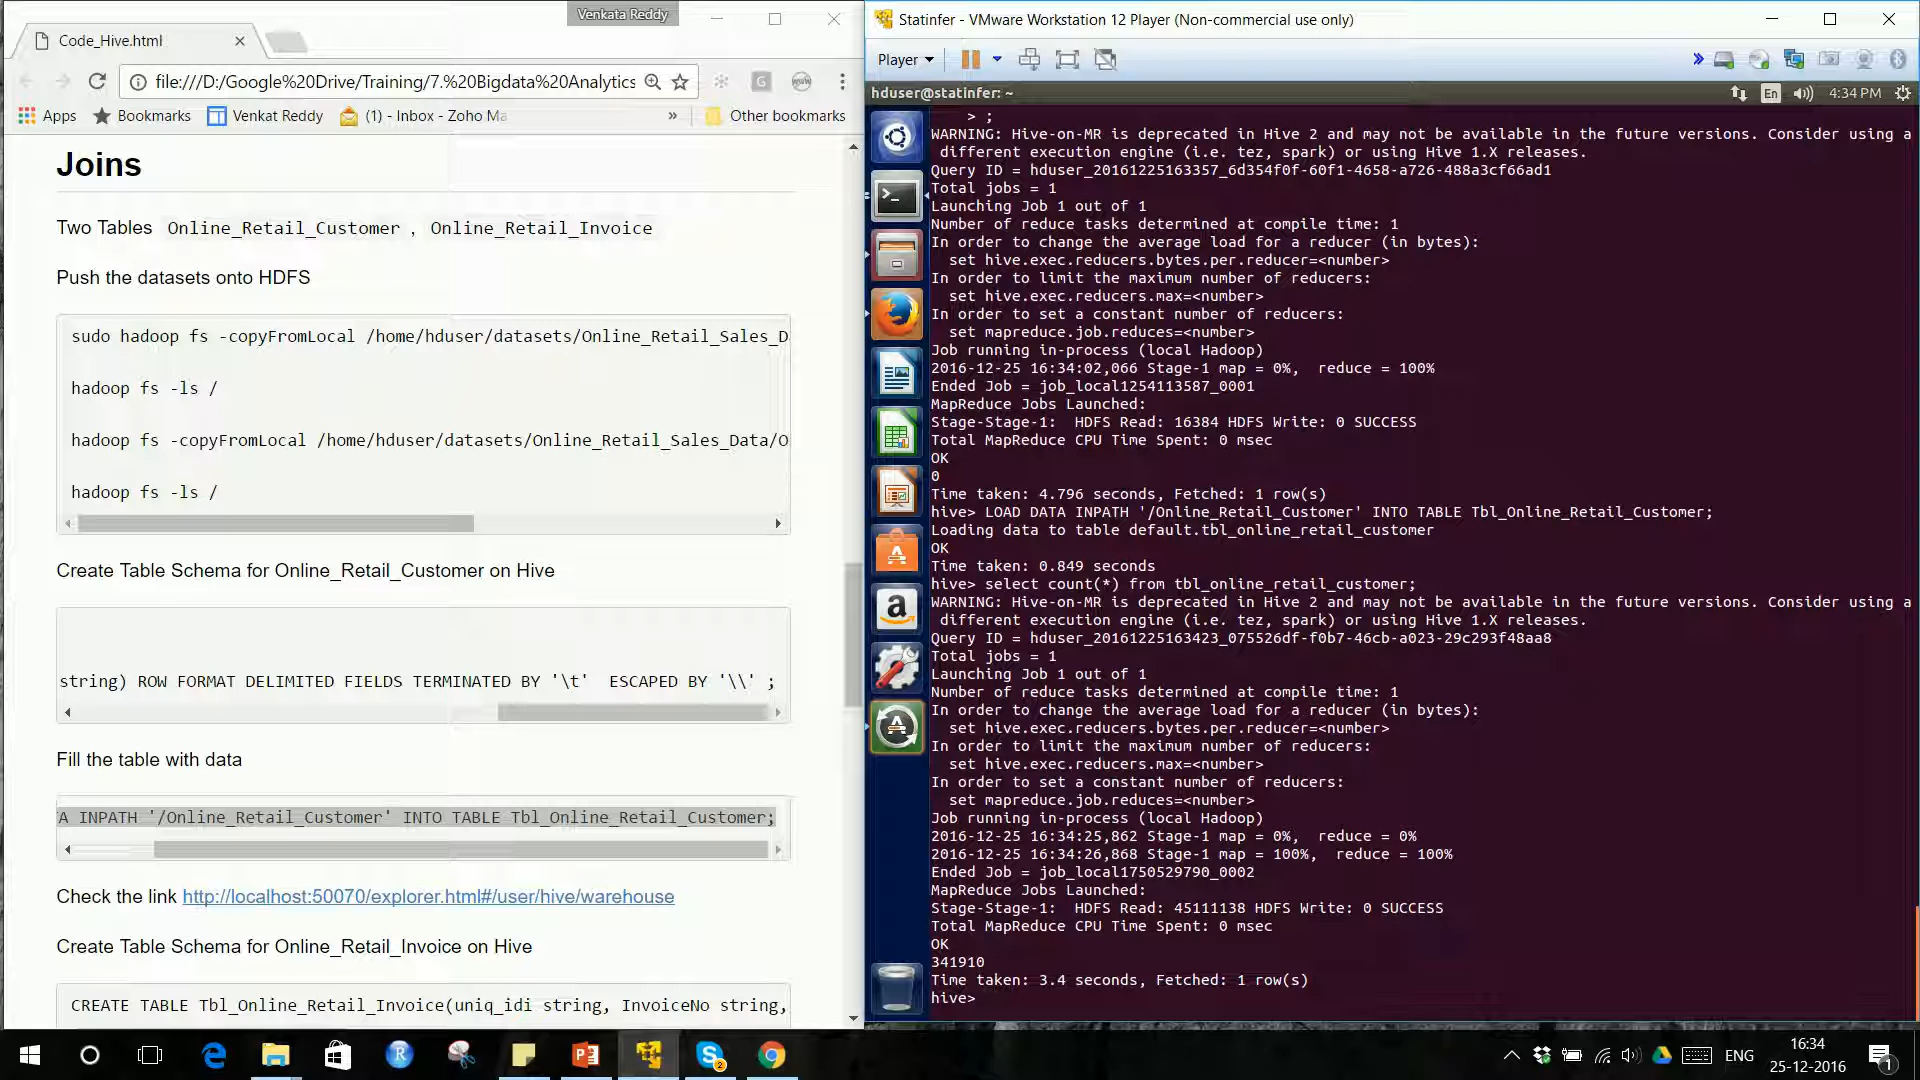 Venkata Reddy
Code_Hive.html
file:///D:/Google%20Drive/Training/7.%20Bigdata%20Analytics
Apps
Bookmarks
Venkat Reddy
(1) - Inbox - Zoho Ma
»
Other bookmarks
Joins
Two Tables Online_Retail_Customer , Online_Retail_Invoice
Push the datasets onto HDFS
sudo hadoop fs -copyFromLocal /home/hduser/datasets/Online_Retail_Sales_D
hadoop fs -ls /
hadoop fs -copyFromLocal /home/hduser/datasets/Online_Retail_Sales_Data/O
hadoop fs -ls /
Create Table Schema for Online_Retail_Customer on Hive
string) ROW FORMAT DELIMITED FIELDS TERMINATED BY '\t' ESCAPED BY '\\' ;
Fill the table with data
A INPATH '/Online_Retail_Customer' INTO TABLE Tbl_Online_Retail_Customer;
Check the link http://localhost:50070/explorer.html#/user/hive/warehouse
Create Table Schema for Online_Retail_Invoice on Hive
CREATE TABLE Tbl_Online_Retail_Invoice(uniq_idi string, InvoiceNo string,
Statinfer - VMware Workstation 12 Player (Non-commercial use only)
Player
hduser@statinfer: ~
En
4:34 PM
> ;
WARNING: Hive-on-MR is deprecated in Hive 2 and may not be available in the future versions. Consider using a
different execution engine (i.e. tez, spark) or using Hive 1.X releases.
Query ID = hduser_20161225163357_6d354f0f-60f1-4658-a726-488a3cf66ad1
Total jobs = 1
Launching Job 1 out of 1
Number of reduce tasks determined at compile time: 1
In order to change the average load for a reducer (in bytes):
set hive.exec.reducers.bytes.per.reducer=<number>
In order to limit the maximum number of reducers:
set hive.exec.reducers.max=<number>
In order to set a constant number of reducers:
set mapreduce.job.reduces=<number>
Job running in-process (local Hadoop)
2016-12-25 16:34:02,066 Stage-1 map = 0%, reduce = 100%
Ended Job = job_local1254113587_0001
MapReduce Jobs Launched:
Stage-Stage-1: HDFS Read: 16384 HDFS Write: 0 SUCCESS
Total MapReduce CPU Time Spent: 0 msec
OK
0
Time taken: 4.796 seconds, Fetched: 1 row(s)
hive> LOAD DATA INPATH '/Online_Retail_Customer' INTO TABLE Tbl_Online_Retail_Customer;
Loading data to table default.tbl_online_retail_customer
OK
Time taken: 0.849 seconds
hive> select count(*) from tbl_online_retail_customer;
WARNING: Hive-on-MR is deprecated in Hive 2 and may not be available in the future versions. Consider using a
different execution engine (i.e. tez, spark) or using Hive 1.X releases.
Query ID = hduser_20161225163423_075526df-f0b7-46cb-a023-29c293f48aa8
Total jobs = 1
Launching Job 1 out of 1
Number of reduce tasks determined at compile time: 1
In order to change the average load for a reducer (in bytes):
set hive.exec.reducers.bytes.per.reducer=<number>
In order to limit the maximum number of reducers:
set hive.exec.reducers.max=<number>
In order to set a constant number of reducers:
set mapreduce.job.reduces=<number>
Job running in-process (local Hadoop)
2016-12-25 16:34:25,862 Stage-1 map = 0%, reduce = 0%
2016-12-25 16:34:26,868 Stage-1 map = 100%, reduce = 100%
Ended Job = job_local1750529790_0002
MapReduce Jobs Launched:
Stage-Stage-1: HDFS Read: 45111138 HDFS Write: 0 SUCCESS
Total MapReduce CPU Time Spent: 0 msec
OK
341910
Time taken: 3.4 seconds, Fetched: 1 row(s)
hive>
ENG
16:34
25-12-2016